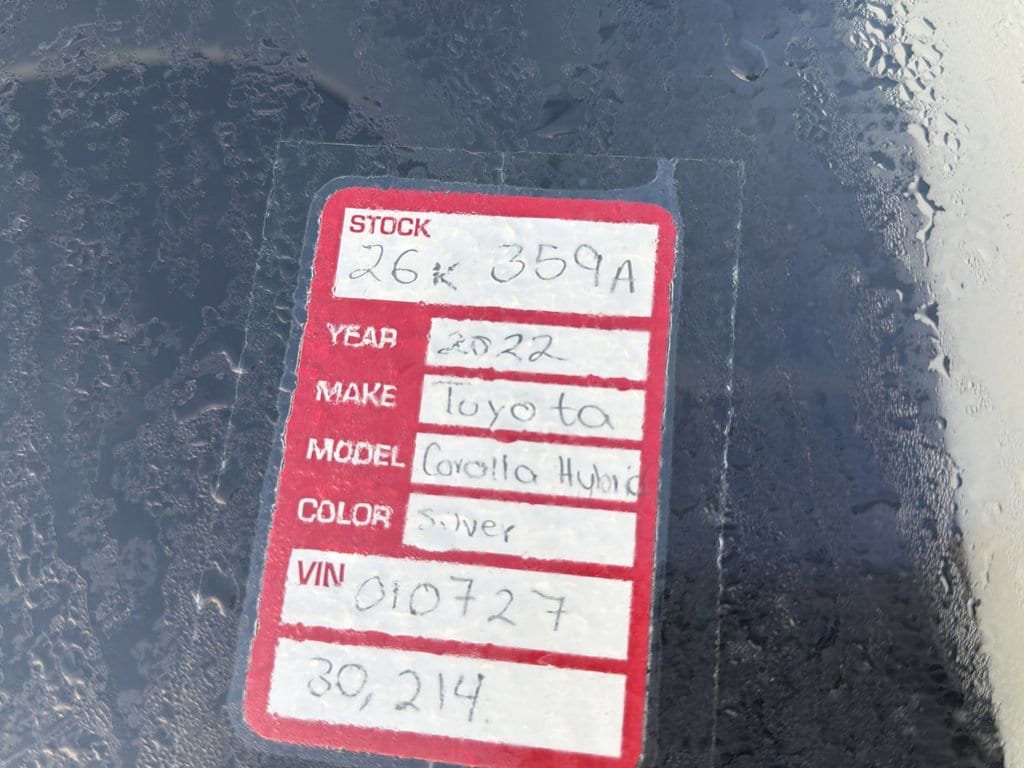 STOCK
26K 359A
YEAR 2022
MAKE Toyota
MODEL Corolla Hybrid
COLOR Silver
VIN 010727
30,214